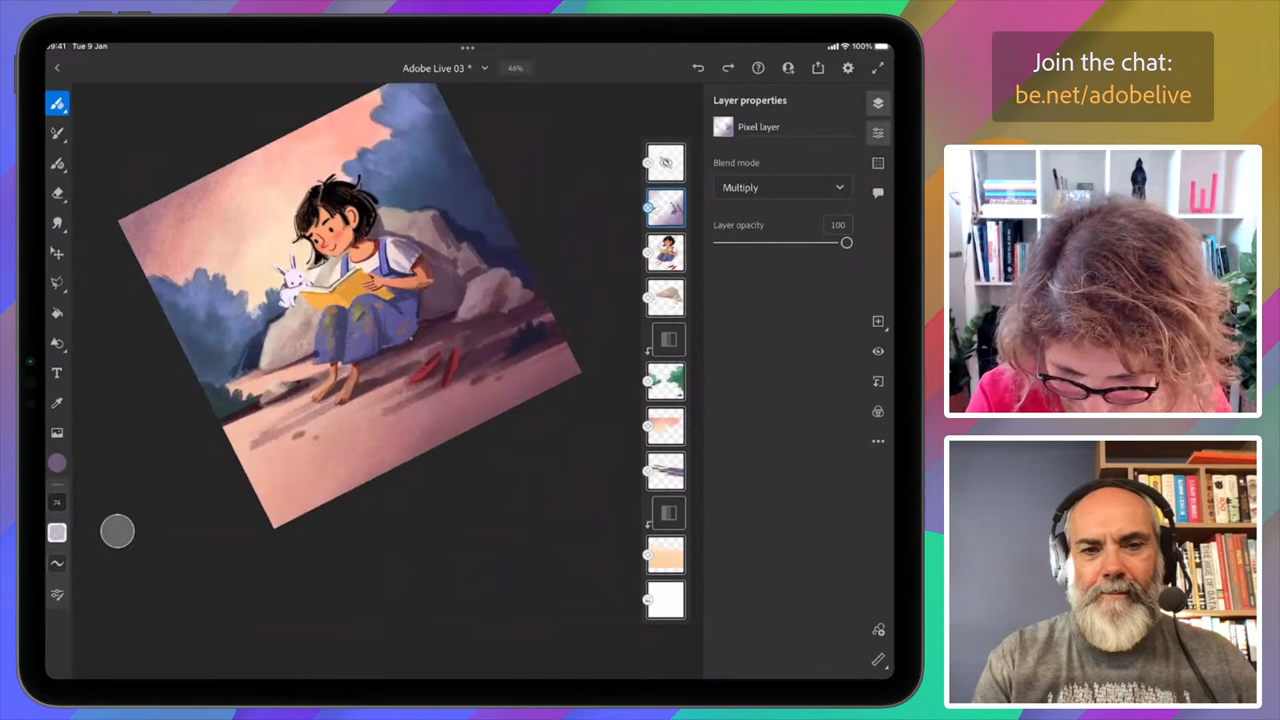 9:41 Tue 9 Jan
100%
Adobe Live 03 *
46%
Layer properties
Pixel layer
Blend mode
Multiply
Layer opacity
100
74
T
Join the chat:
be.net/adobelive